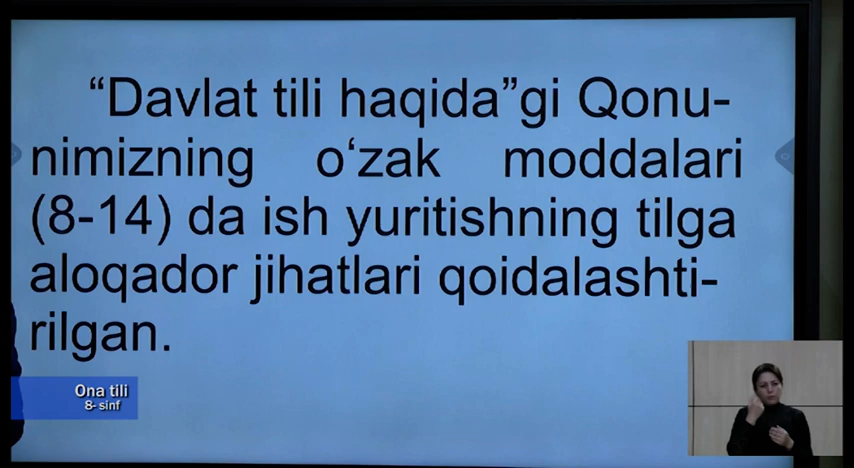 “Davlat tili haqida”gi Qonu-
nimizning o‘zak moddalari
(8-14) da ish yuritishning tilga
aloqador jihatlari qoidalashti-
rilgan.
Ona tili
8- sinf